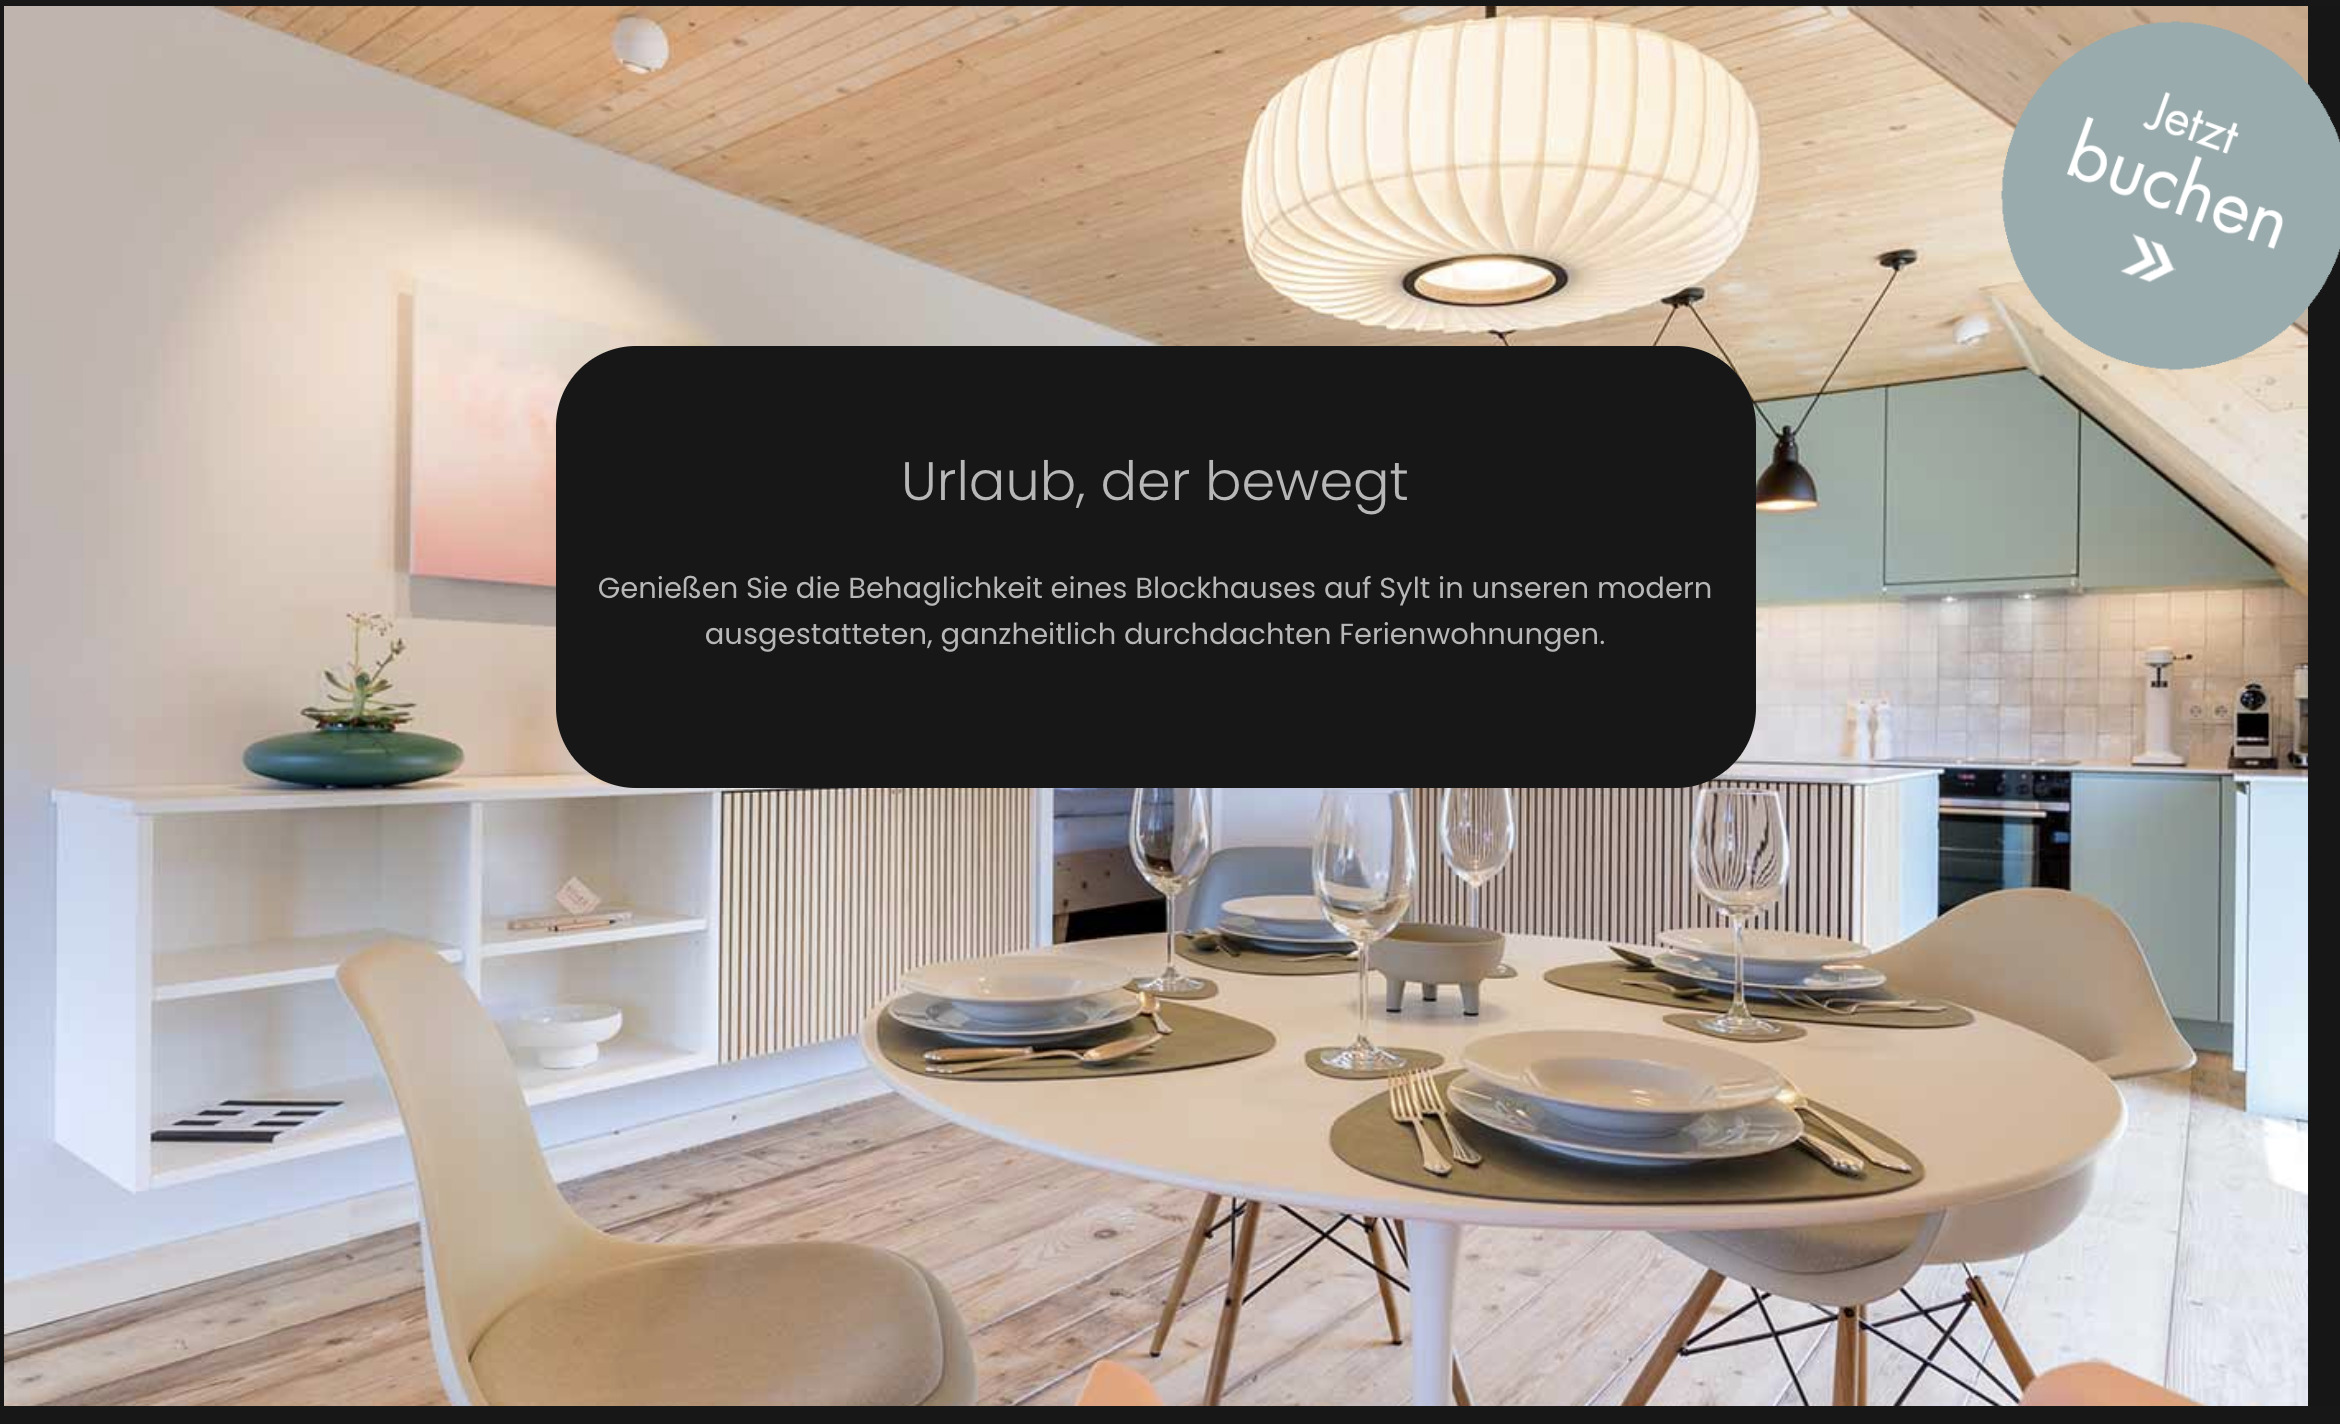 Jetzt
buchen
»
Urlaub, der bewegt
Genießen Sie die Behaglichkeit eines Blockhauses auf Sylt in unseren modern
ausgestatteten, ganzheitlich durchdachten Ferienwohnungen.